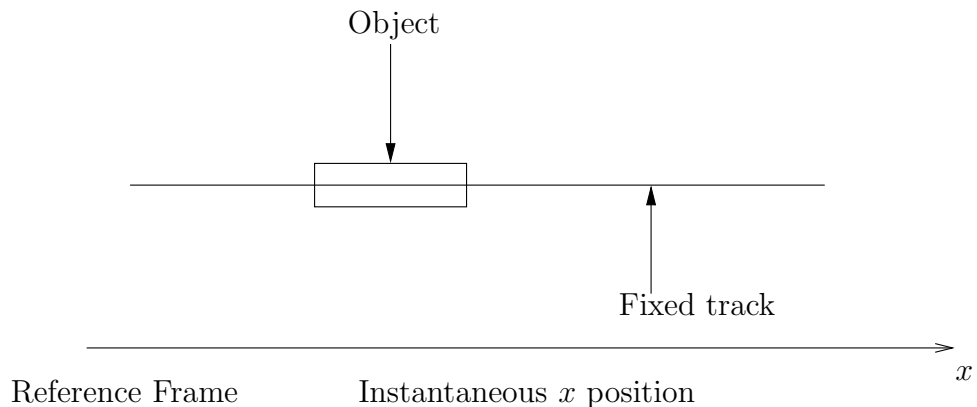 Object
Fixed track
x
Reference Frame Instantaneous x position